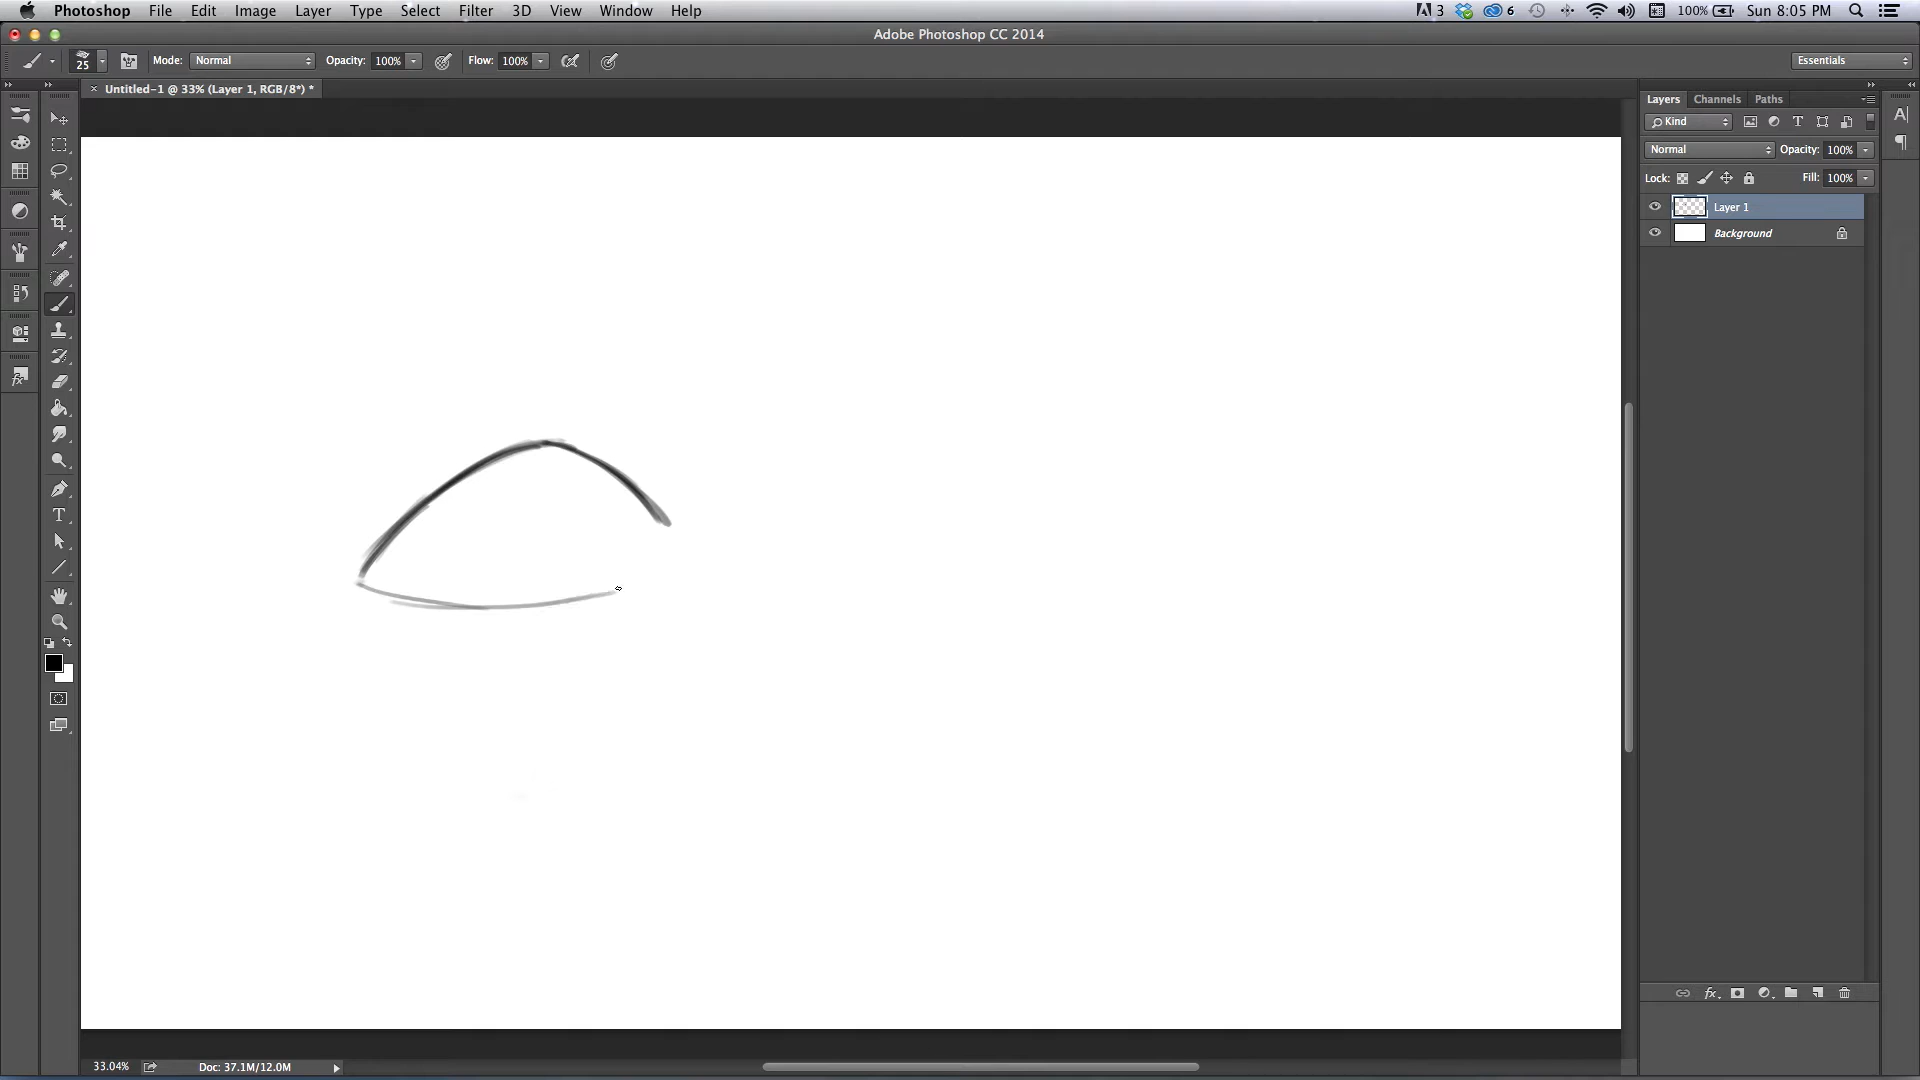 Photoshop File Edit Image Layer Type Select Filter 3D View Window Help 3 6 100% Sun 8:05 PM
Adobe Photoshop CC 2014
25 Mode: Normal Opacity: 100% Flow: 100% Essentials
× Untitled-1 @ 33% (Layer 1, RGB/8*) *
Layers Channels Paths
Kind
Normal Opacity: 100%
Lock: Fill: 100%
Layer 1
Background
33.04% Doc: 37.1M/12.0M